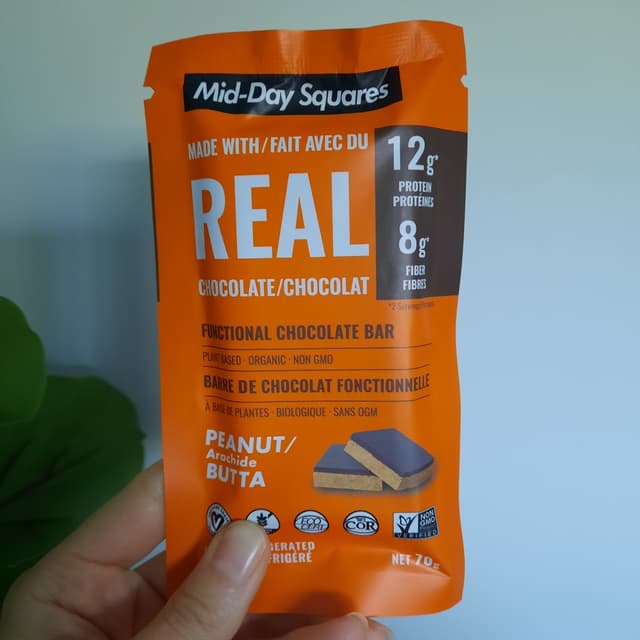 Mid-Day Squares
MADE WITH/FAIT AVEC DU
REAL
CHOCOLATE/CHOCOLAT
12g*
PROTEIN
PROTÉINES
8g*
FIBER
FIBRES
FUNCTIONAL CHOCOLATE BAR
PLANT BASED · ORGANIC · NON GMO
BARRE DE CHOCOLAT FONCTIONNELLE
À BASE DE PLANTES · BIOLOGIQUE · SANS OGM
PEANUT/
Arachide
BUTTA
ECO
CERT
COR
NON
GMO
VERIFIED
NET 70g